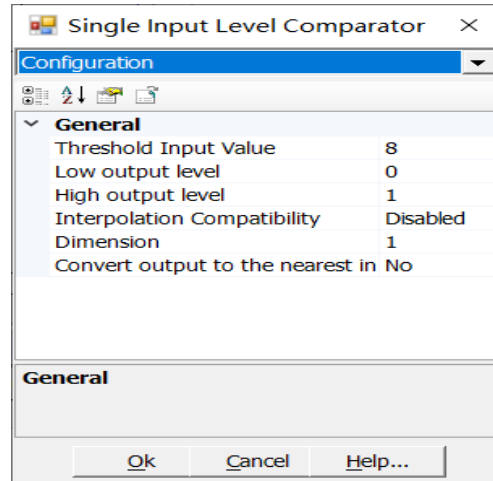 Single Input Level Comparator
Configuration
General
Threshold Input Value 8
Low output level 0
High output level 1
Interpolation Compatibility Disabled
Dimension 1
Convert output to the nearest in No
General
Ok Cancel Help...